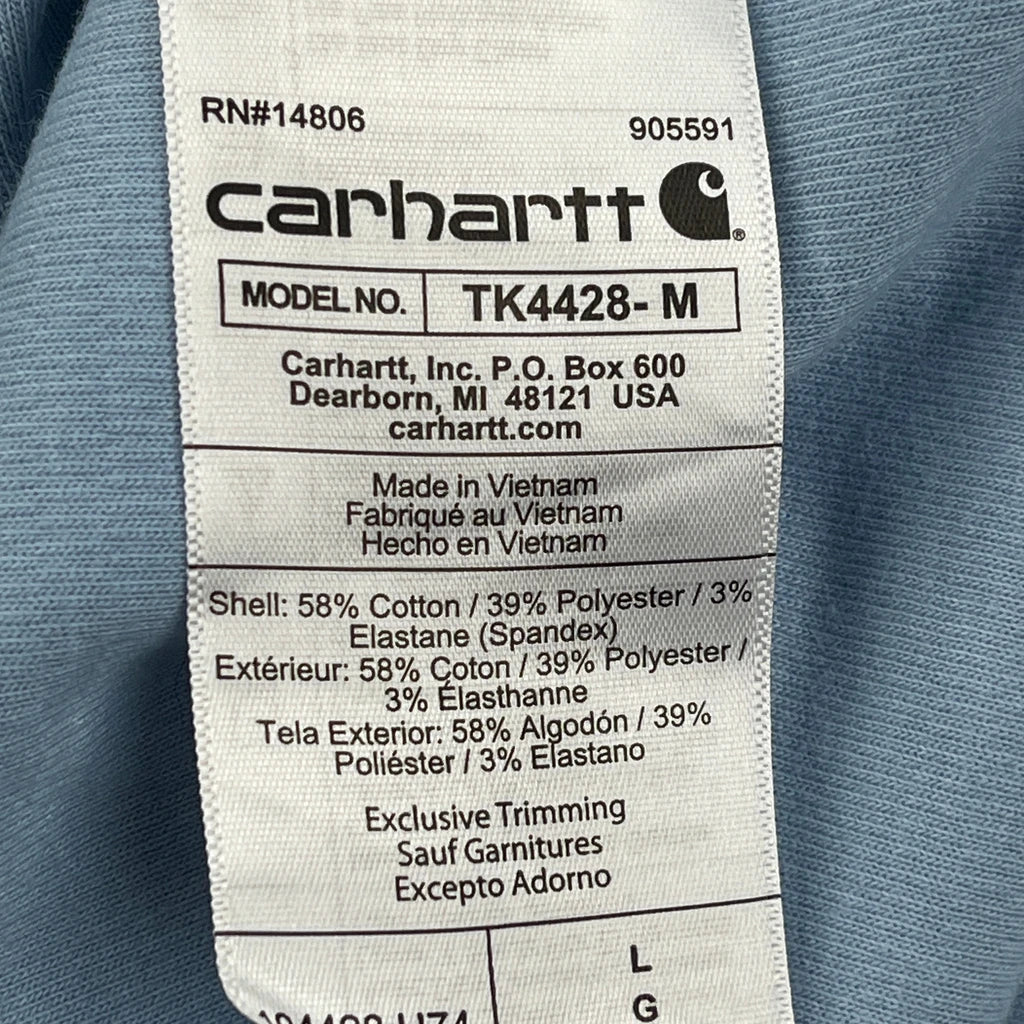 RN#14806
905591
carhartt ®
MODEL NO. TK4428- M
Carhartt, Inc. P.O. Box 600
Dearborn, MI 48121 USA
carhartt.com
Made in Vietnam
Fabriqué au Vietnam
Hecho en Vietnam
Shell: 58% Cotton / 39% Polyester / 3%
Elastane (Spandex)
Extérieur: 58% Coton / 39% Polyester /
3% Élasthanne
Tela Exterior: 58% Algodón / 39%
Poliéster / 3% Elastano
Exclusive Trimming
Sauf Garnitures
Excepto Adorno
L
G